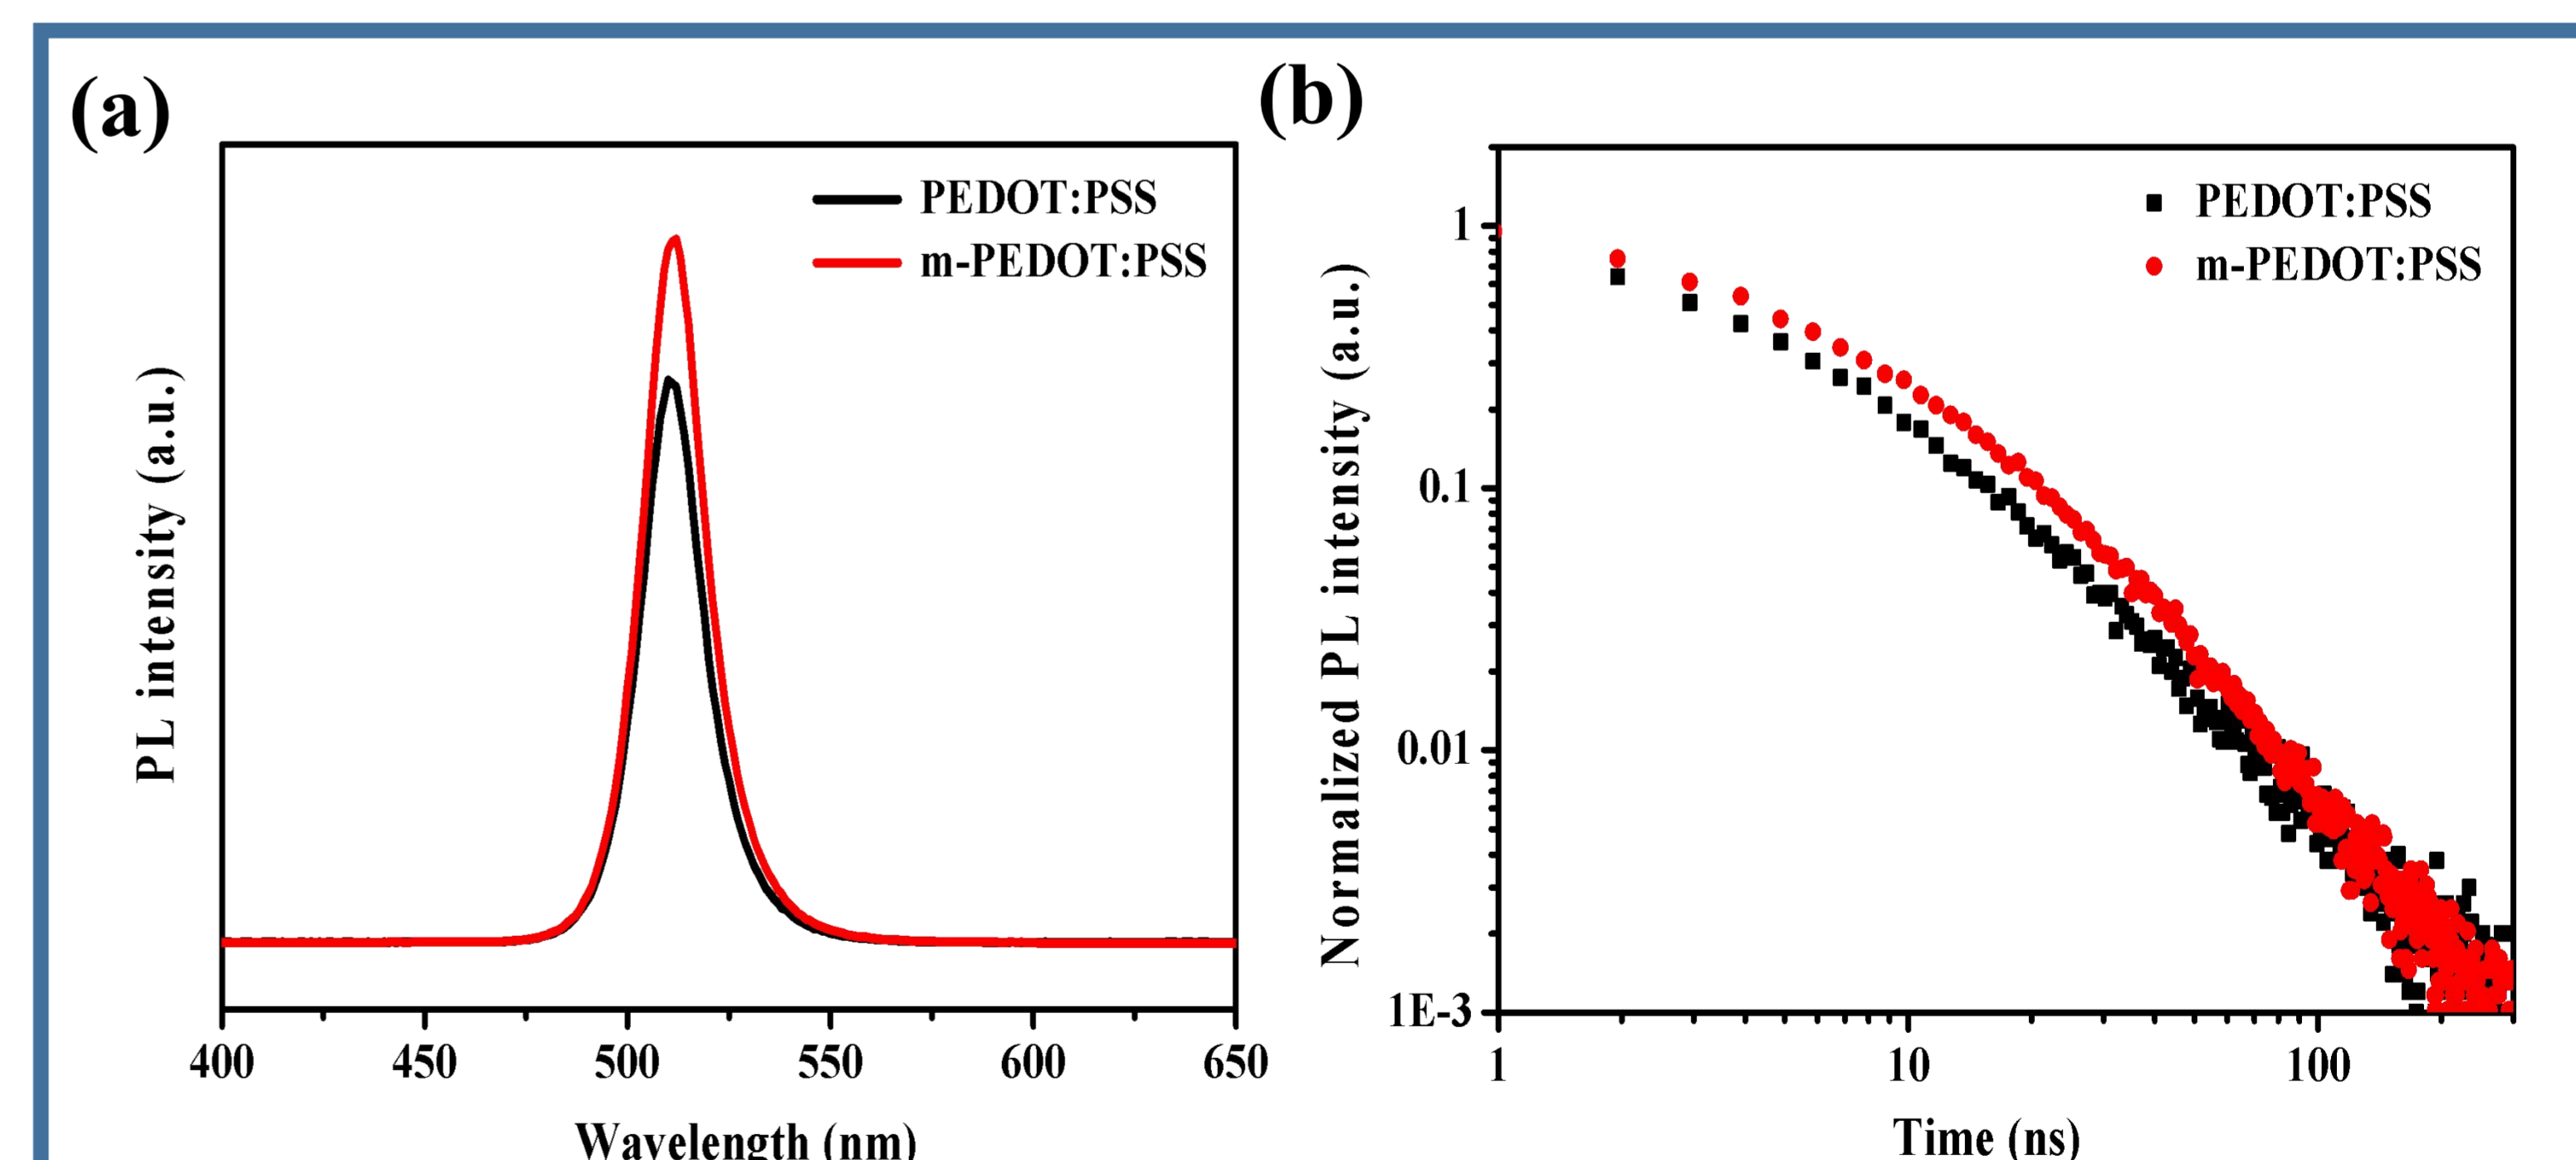 (a)
PEDOT:PSS
m-PEDOT:PSS
PL intensity (a.u.)
400 450 500 550 600 650
Wavelength (nm)
(b)
PEDOT:PSS
m-PEDOT:PSS
Normalized PL intensity (a.u.)
1
0.1
0.01
1E-3
1 10 100
Time (ns)